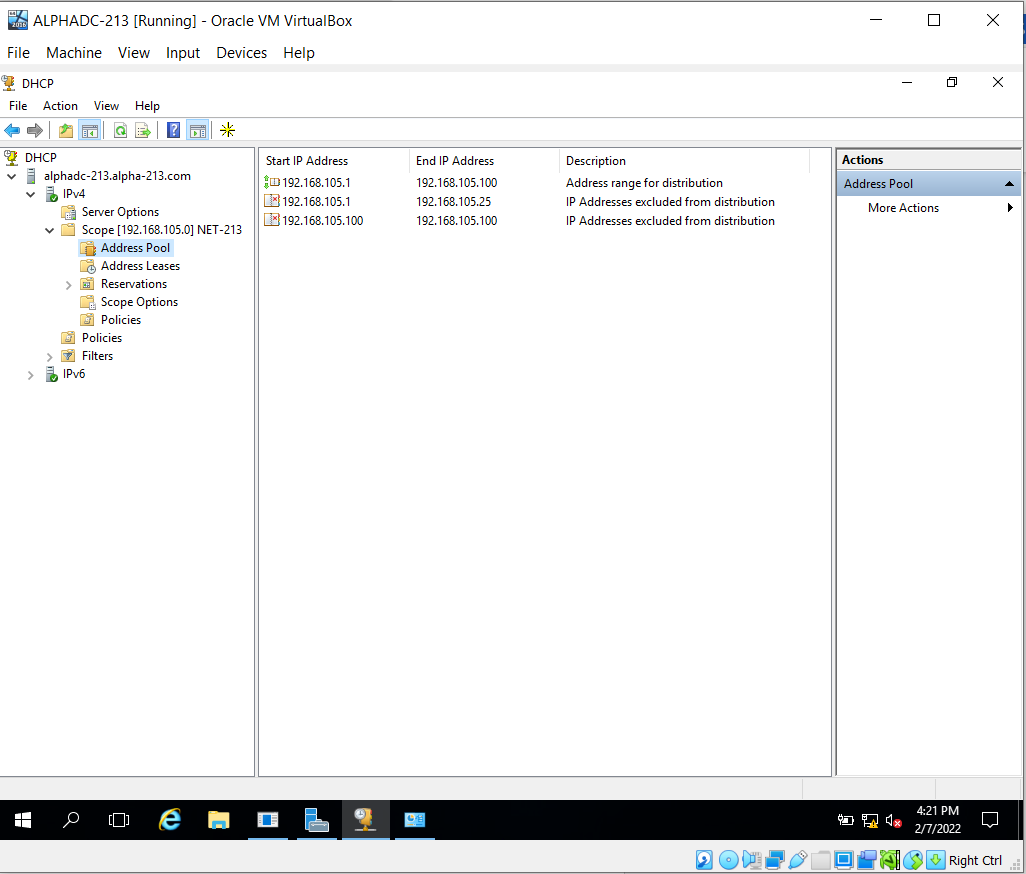 ALPHADC-213 [Running] - Oracle VM VirtualBox
File Machine View Input Devices Help
DHCP
File Action View Help
DHCP
alphadc-213.alpha-213.com
IPv4
Server Options
Scope [192.168.105.0] NET-213
Address Pool
Address Leases
Reservations
Scope Options
Policies
Policies
Filters
IPv6
Start IP Address End IP Address Description
192.168.105.1 192.168.105.100 Address range for distribution
192.168.105.1 192.168.105.25 IP Addresses excluded from distribution
192.168.105.100 192.168.105.100 IP Addresses excluded from distribution
Actions
Address Pool
More Actions
4:21 PM
2/7/2022
Right Ctrl